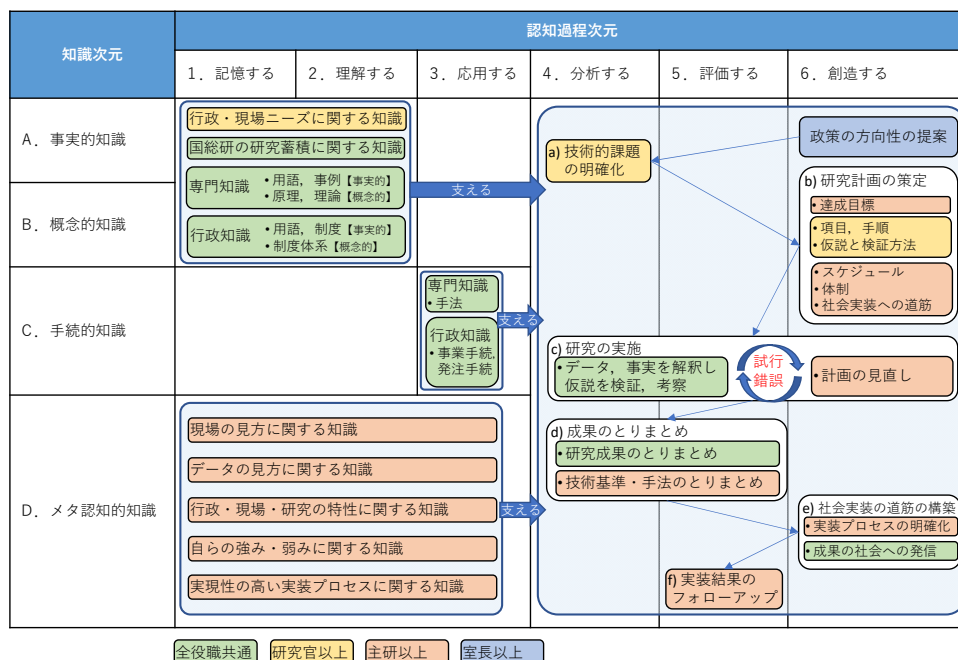 知識次元
認知過程次元
1．記憶する
2．理解する
3．応用する
4．分析する
5．評価する
6．創造する
A．事実的知識
B．概念的知識
C．手続的知識
D．メタ認知的知識
行政・現場ニーズに関する知識
国総研の研究蓄積に関する知識
専門知識
•用語，事例【事実的】
•原理，理論【概念的】
行政知識
•用語，制度【事実的】
•制度体系【概念的】
支える
専門知識
•手法
行政知識
•事業手続,
発注手続
支える
現場の見方に関する知識
データの見方に関する知識
行政・現場・研究の特性に関する知識
自らの強み・弱みに関する知識
実現性の高い実装プロセスに関する知識
支える
政策の方向性の提案
a) 技術的課題
の明確化
b) 研究計画の策定
•達成目標
•項目，手順
•仮説と検証方法
•スケジュール
•体制
•社会実装への道筋
c) 研究の実施
•データ，事実を解釈し
仮説を検証，考察
試行
錯誤
•計画の見直し
d) 成果のとりまとめ
•研究成果のとりまとめ
•技術基準・手法のとりまとめ
e) 社会実装の道筋の構築
•実装プロセスの明確化
•成果の社会への発信
f) 実装結果の
フォローアップ
全役職共通
研究官以上
主研以上
室長以上